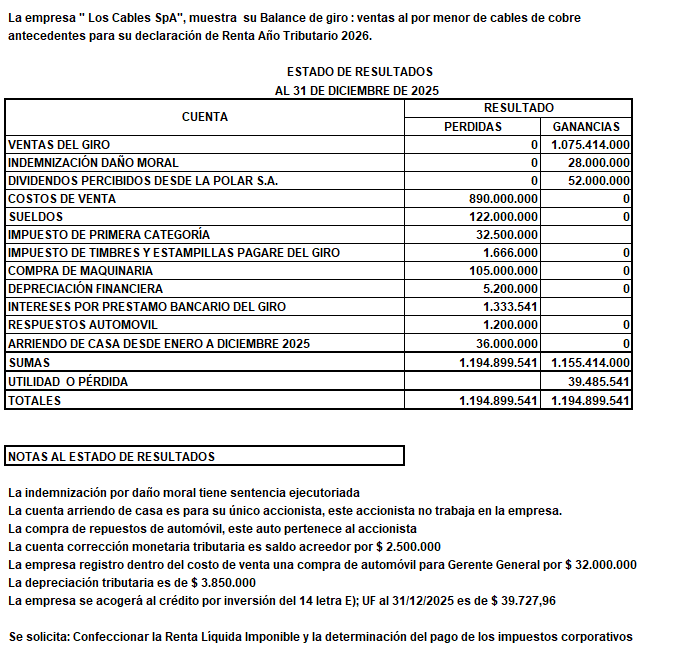 La empresa " Los Cables SpA", muestra su Balance de giro : ventas al por menor de cables de cobre
antecedentes para su declaración de Renta Año Tributario 2026.
ESTADO DE RESULTADOS
AL 31 DE DICIEMBRE DE 2025
CUENTA RESULTADO
PERDIDAS GANANCIAS
VENTAS DEL GIRO 0 1.075.414.000
INDEMNIZACIÓN DAÑO MORAL 0 28.000.000
DIVIDENDOS PERCIBIDOS DESDE LA POLAR S.A. 0 52.000.000
COSTOS DE VENTA 890.000.000 0
SUELDOS 122.000.000 0
IMPUESTO DE PRIMERA CATEGORÍA 32.500.000
IMPUESTO DE TIMBRES Y ESTAMPILLAS PAGARE DEL GIRO 1.666.000 0
COMPRA DE MAQUINARIA 105.000.000 0
DEPRECIACIÓN FINANCIERA 5.200.000 0
INTERESES POR PRESTAMO BANCARIO DEL GIRO 1.333.541
RESPUESTOS AUTOMOVIL 1.200.000 0
ARRIENDO DE CASA DESDE ENERO A DICIEMBRE 2025 36.000.000 0
SUMAS 1.194.899.541 1.155.414.000
UTILIDAD O PÉRDIDA 39.485.541
TOTALES 1.194.899.541 1.194.899.541
NOTAS AL ESTADO DE RESULTADOS
La indemnización por daño moral tiene sentencia ejecutoriada
La cuenta arriendo de casa es para su único accionista, este accionista no trabaja en la empresa.
La compra de repuestos de automóvil, este auto pertenece al accionista
La cuenta corrección monetaria tributaria es saldo acreedor por $ 2.500.000
La empresa registro dentro del costo de venta una compra de automóvil para Gerente General por $ 32.000.000
La depreciación tributaria es de $ 3.850.000
La empresa se acogerá al crédito por inversión del 14 letra E); UF al 31/12/2025 es de $ 39.727,96
Se solicita: Confeccionar la Renta Líquida Imponible y la determinación del pago de los impuestos corporativos